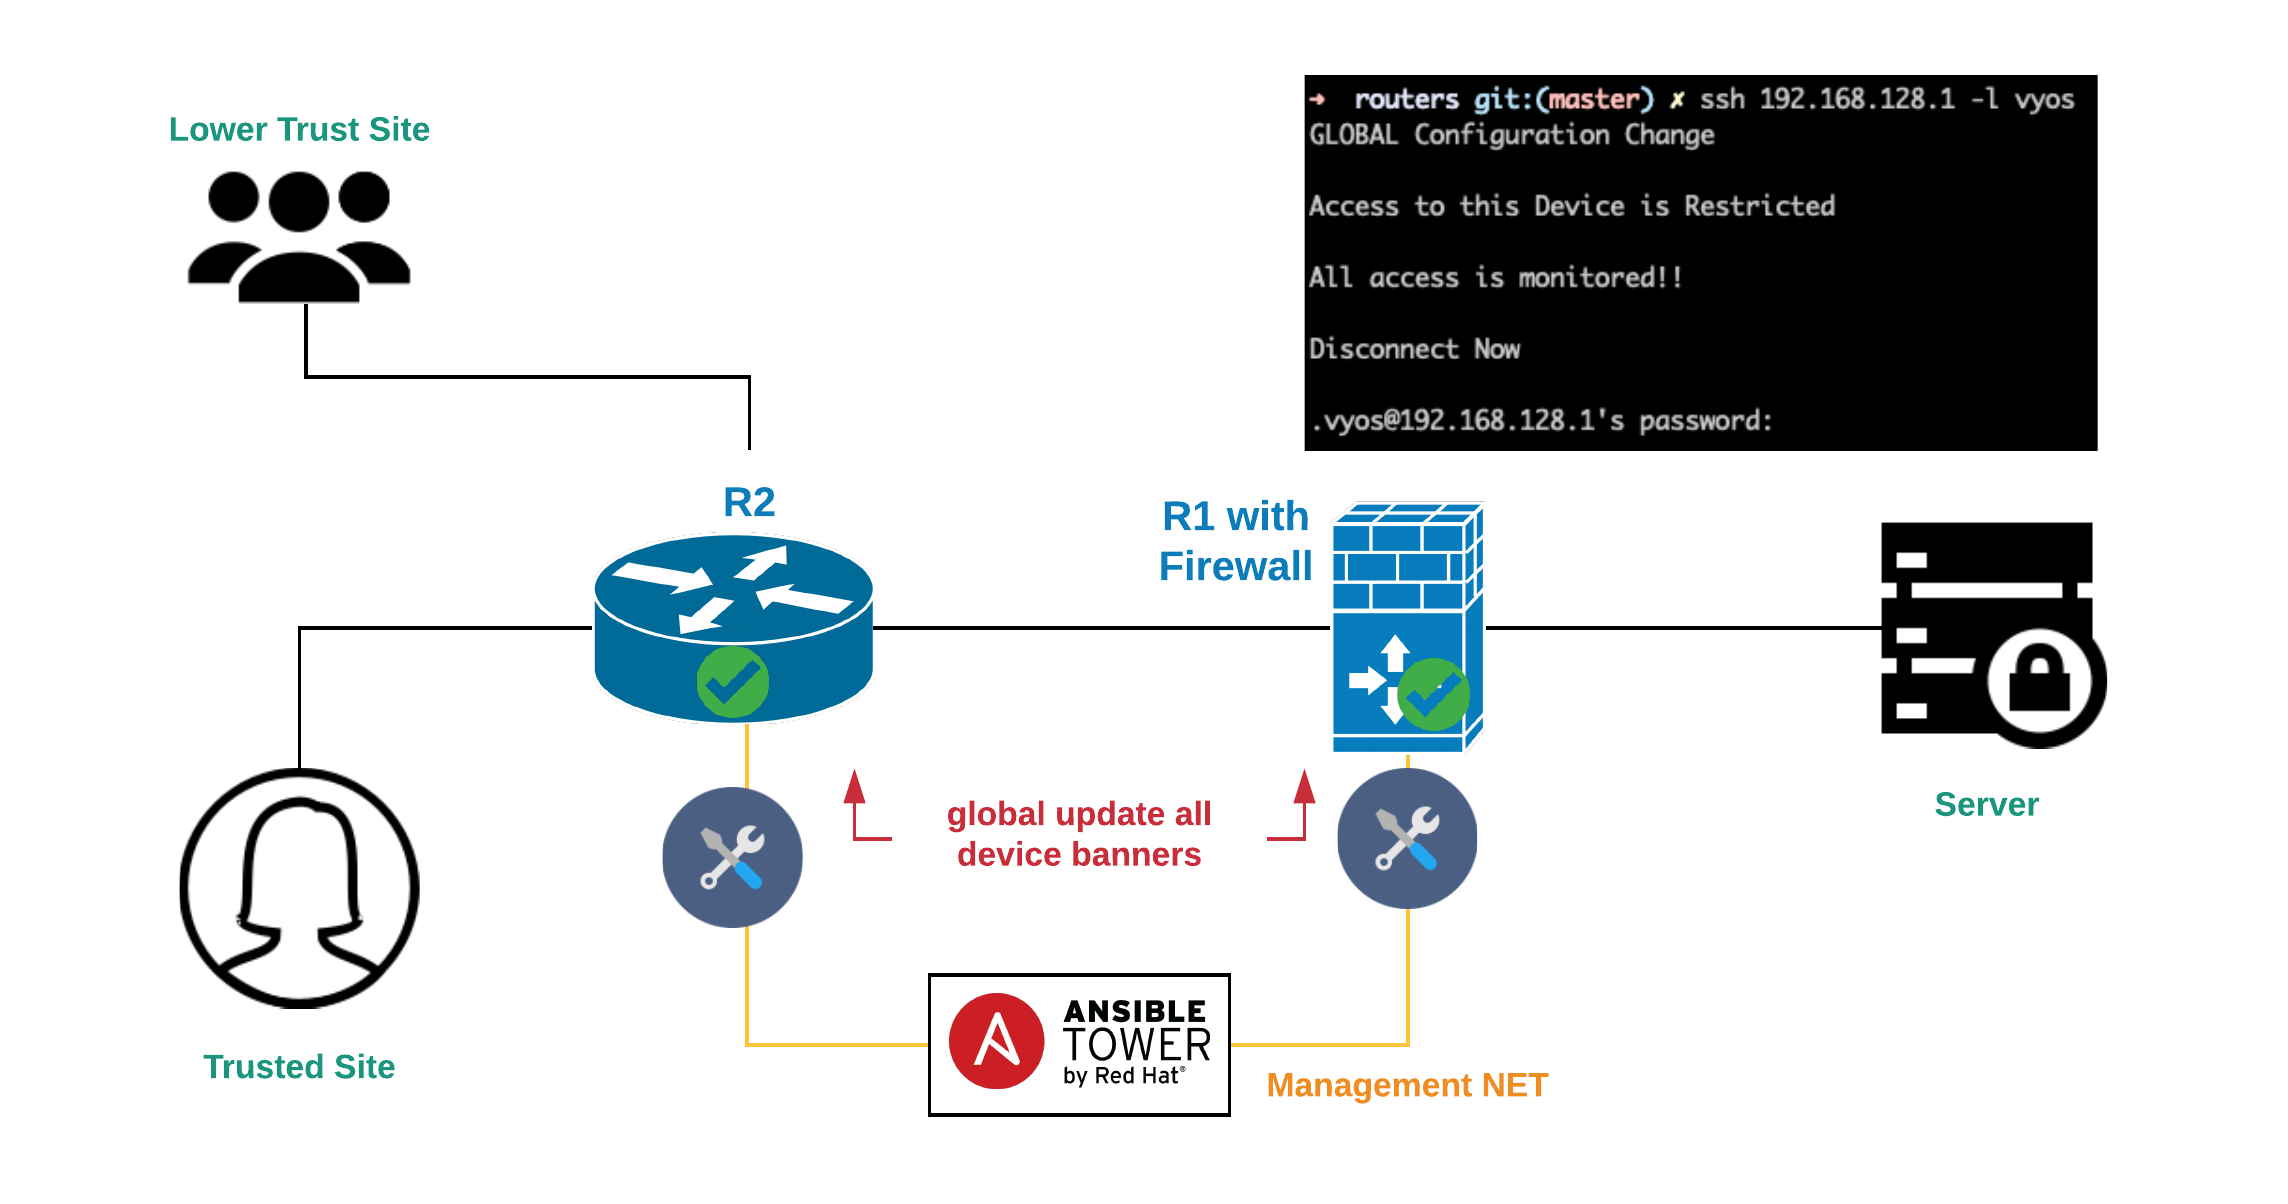 Lower Trust Site
➜ routers git:(master) ✗ ssh 192.168.128.1 -l vyos
GLOBAL Configuration Change
Access to this Device is Restricted
All access is monitored!!
Disconnect Now
.vyos@192.168.128.1's password:
R2
R1 with
Firewall
global update all
device banners
Server
Trusted Site
ANSIBLE
TOWER
by Red Hat®
Management NET